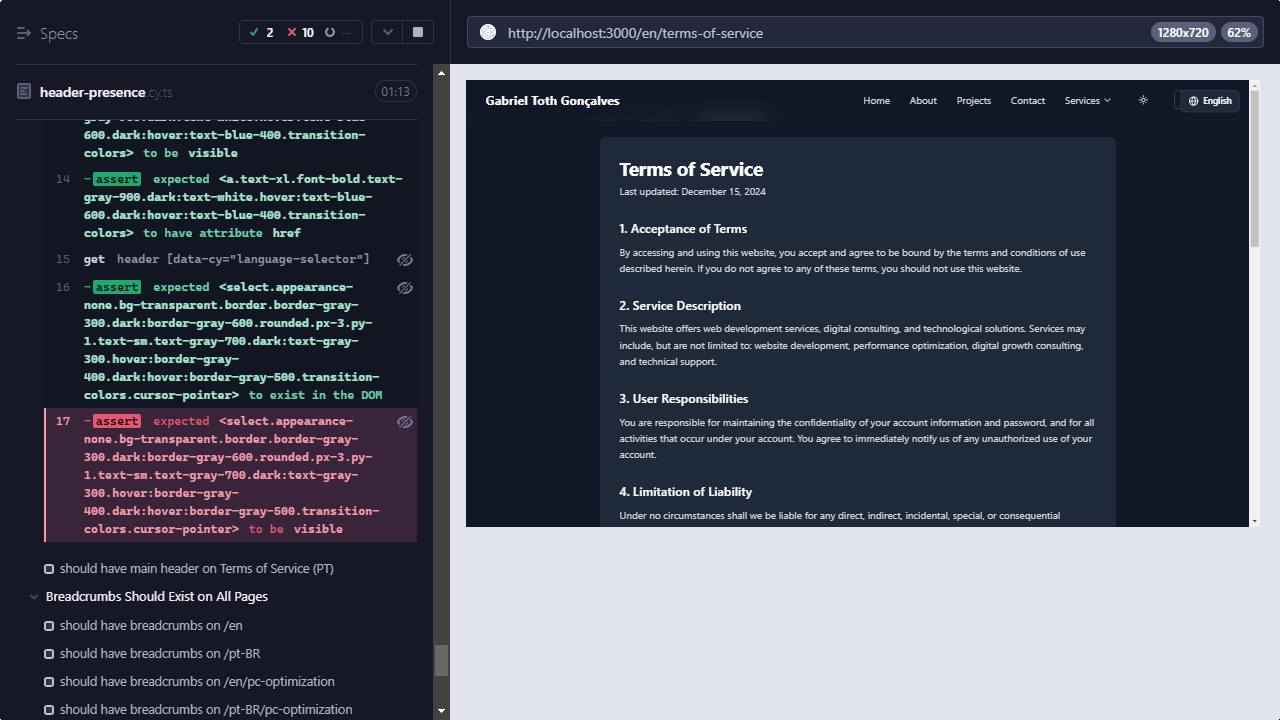 Specs
2
10
--
header-presence.cy.ts
01:13
600.dark:hover:text-blue-400.transition-
colors> to be visible
14 -assert expected <a.text-xl.font-bold.text-
gray-900.dark:text-white.hover:text-blue-
600.dark:hover:text-blue-400.transition-
colors> to have attribute href
15 get header [data-cy="language-selector"]
16 -assert expected <select.appearance-
none.bg-transparent.border.border-gray-
300.dark:border-gray-600.rounded.px-3.py-
1.text-sm.text-gray-700.dark:text-gray-
300.hover:border-gray-
400.dark:hover:border-gray-500.transition-
colors.cursor-pointer> to exist in the DOM
17 -assert expected <select.appearance-
none.bg-transparent.border.border-gray-
300.dark:border-gray-600.rounded.px-3.py-
1.text-sm.text-gray-700.dark:text-gray-
300.hover:border-gray-
400.dark:hover:border-gray-500.transition-
colors.cursor-pointer> to be visible
should have main header on Terms of Service (PT)
Breadcrumbs Should Exist on All Pages
should have breadcrumbs on /en
should have breadcrumbs on /pt-BR
should have breadcrumbs on /en/pc-optimization
should have breadcrumbs on /pt-BR/pc-optimization
http://localhost:3000/en/terms-of-service
1280x720
62%
Gabriel Toth Gonçalves
Home
About
Projects
Contact
Services
English
Terms of Service
Last updated: December 15, 2024
1. Acceptance of Terms
By accessing and using this website, you accept and agree to be bound by the terms and conditions of use
described herein. If you do not agree to any of these terms, you should not use this website.
2. Service Description
This website offers web development services, digital consulting, and technological solutions. Services may
include, but are not limited to: website development, performance optimization, digital growth consulting,
and technical support.
3. User Responsibilities
You are responsible for maintaining the confidentiality of your account information and password, and for all
activities that occur under your account. You agree to immediately notify us of any unauthorized use of your
account.
4. Limitation of Liability
Under no circumstances shall we be liable for any direct, indirect, incidental, special, or consequential